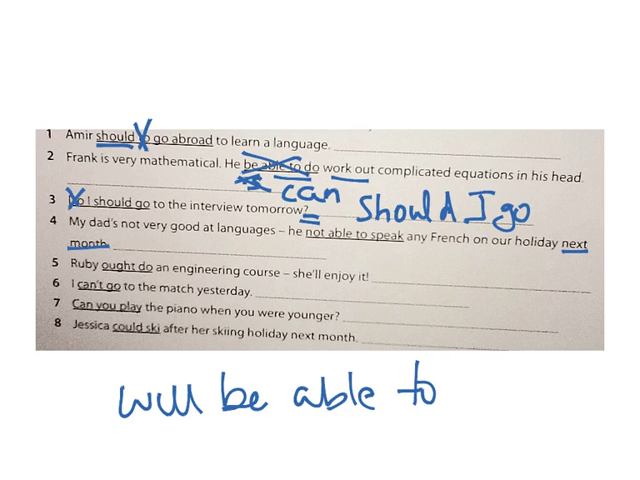 1 Amir should to go abroad to learn a language.
2 Frank is very mathematical. He be able to do work out complicated equations in his head.
can
3 Do I should go to the interview tomorrow? Should I go
4 My dad's not very good at languages – he not able to speak any French on our holiday next
month.
5 Ruby ought do an engineering course – she'll enjoy it!
6 I can't go to the match yesterday.
7 Can you play the piano when you were younger?
8 Jessica could ski after her skiing holiday next month.
will be able to